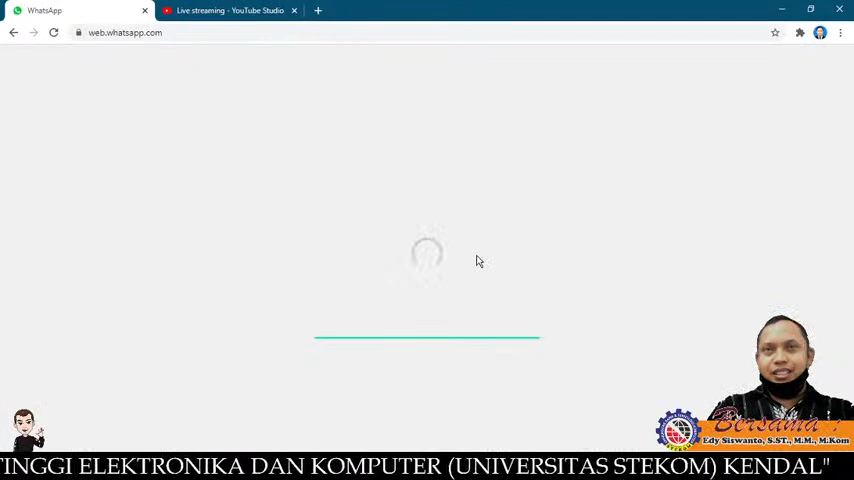 WhatsApp
Live streaming - YouTube Studio
web.whatsapp.com
Bersama :
Edy Siswanto, S.ST., M.M., M.Kom
TINGGI ELEKTRONIKA DAN KOMPUTER (UNIVERSITAS STEKOM) KENDAL"